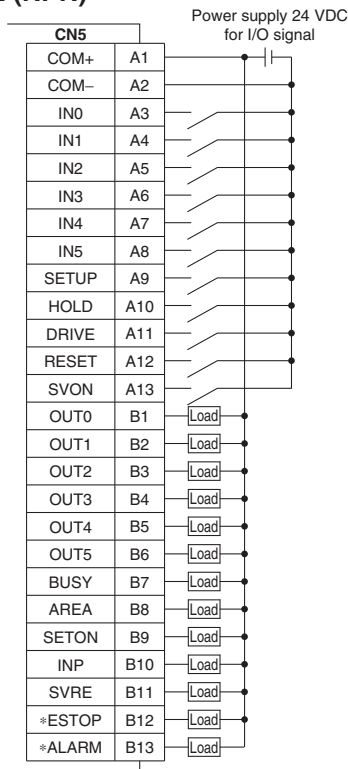 Power supply 24 VDC
for I/O signal
CN5
COM+ A1
COM− A2
IN0 A3
IN1 A4
IN2 A5
IN3 A6
IN4 A7
IN5 A8
SETUP A9
HOLD A10
DRIVE A11
RESET A12
SVON A13
OUT0 B1 Load
OUT1 B2 Load
OUT2 B3 Load
OUT3 B4 Load
OUT4 B5 Load
OUT5 B6 Load
BUSY B7 Load
AREA B8 Load
SETON B9 Load
INP B10 Load
SVRE B11 Load
∗ESTOP B12 Load
∗ALARM B13 Load